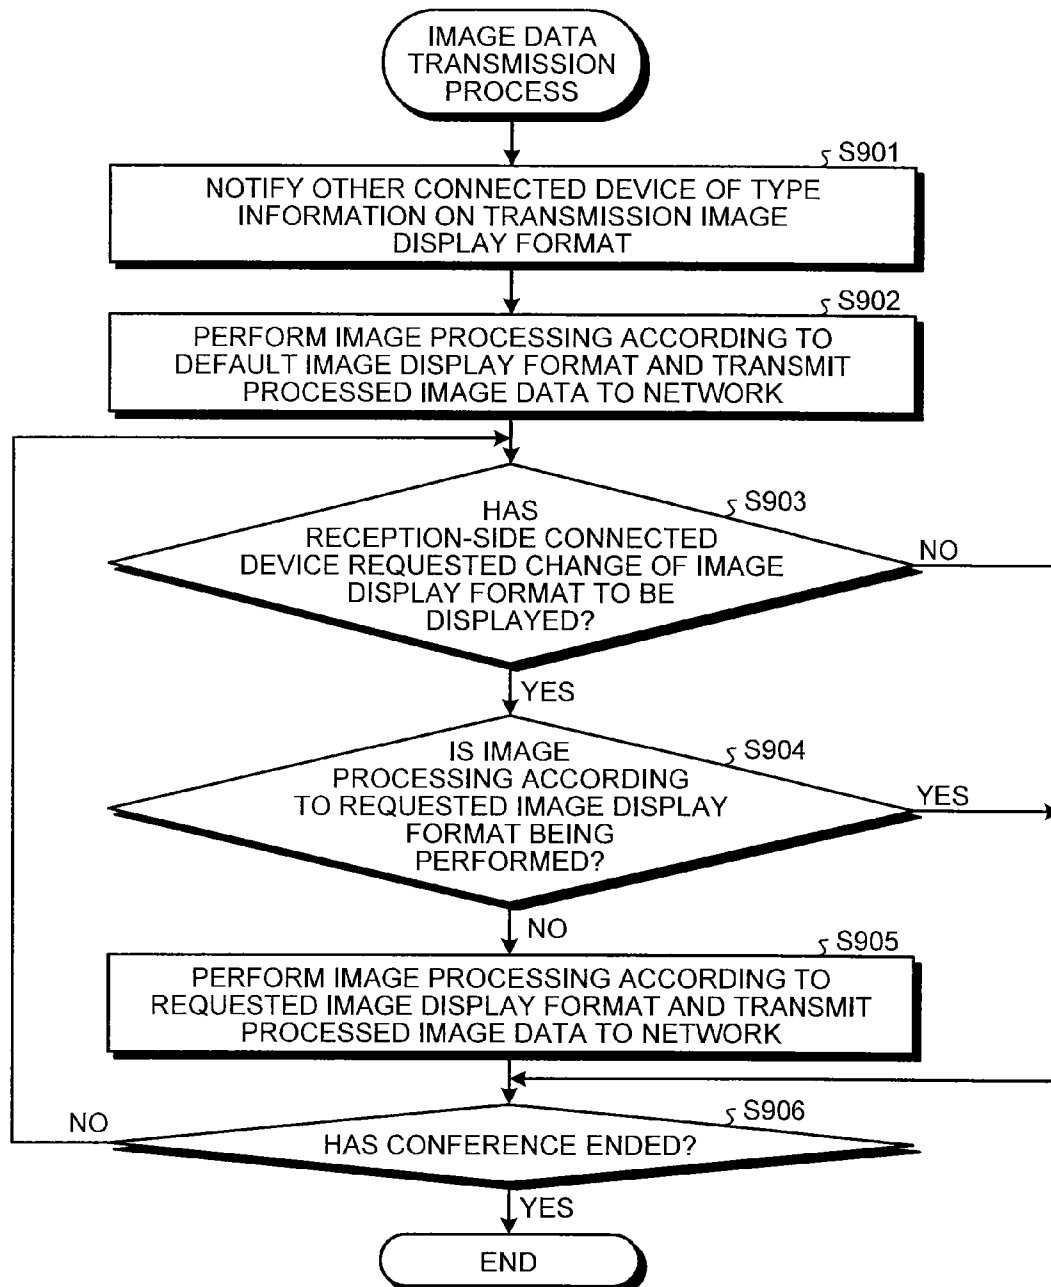 IMAGE DATA
TRANSMISSION
PROCESS
S901
NOTIFY OTHER CONNECTED DEVICE OF TYPE
INFORMATION ON TRANSMISSION IMAGE
DISPLAY FORMAT
S902
PERFORM IMAGE PROCESSING ACCORDING TO
DEFAULT IMAGE DISPLAY FORMAT AND TRANSMIT
PROCESSED IMAGE DATA TO NETWORK
S903
HAS
RECEPTION-SIDE CONNECTED
DEVICE REQUESTED CHANGE OF IMAGE
DISPLAY FORMAT TO BE
DISPLAYED?
NO
YES
S904
IS IMAGE
PROCESSING ACCORDING
TO REQUESTED IMAGE DISPLAY
FORMAT BEING
PERFORMED?
YES
NO
S905
PERFORM IMAGE PROCESSING ACCORDING TO
REQUESTED IMAGE DISPLAY FORMAT AND TRANSMIT
PROCESSED IMAGE DATA TO NETWORK
S906
NO
HAS CONFERENCE ENDED?
YES
END